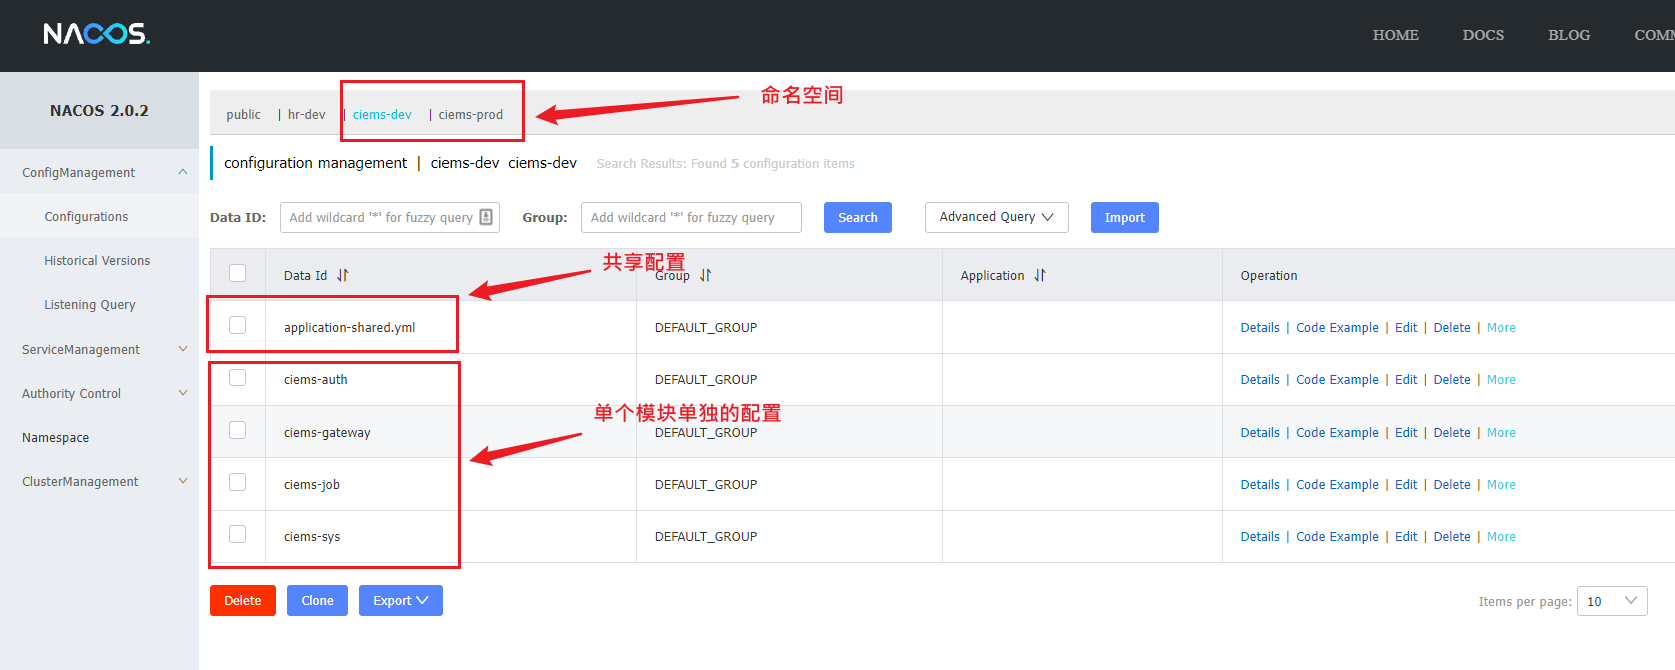 NACOS.
HOME DOCS BLOG COMM
NACOS 2.0.2
ConfigManagement
Configurations
Historical Versions
Listening Query
ServiceManagement
Authority Control
Namespace
ClusterManagement
public | hr-dev | ciems-dev | ciems-prod
命名空间
configuration management | ciems-dev ciems-dev Search Results: Found 5 configuration items
Data ID: Add wildcard '*' for fuzzy query Group: Add wildcard '*' for fuzzy query Search Advanced Query Import
共享配置
Data Id Group Application Operation
application-shared.yml DEFAULT_GROUP Details | Code Example | Edit | Delete | More
ciems-auth DEFAULT_GROUP Details | Code Example | Edit | Delete | More
单个模块单独的配置
ciems-gateway DEFAULT_GROUP Details | Code Example | Edit | Delete | More
ciems-job DEFAULT_GROUP Details | Code Example | Edit | Delete | More
ciems-sys DEFAULT_GROUP Details | Code Example | Edit | Delete | More
Delete Clone Export
Items per page: 10